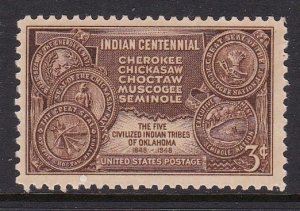 INDIAN CENTENNIAL
CHEROKEE
CHICKASAW
CHOCTAW
MUSCOGEE
SEMINOLE
THE FIVE
CIVILIZED INDIAN TRIBES
OF OKLAHOMA
1848-1948
3¢
UNITED STATES POSTAGE